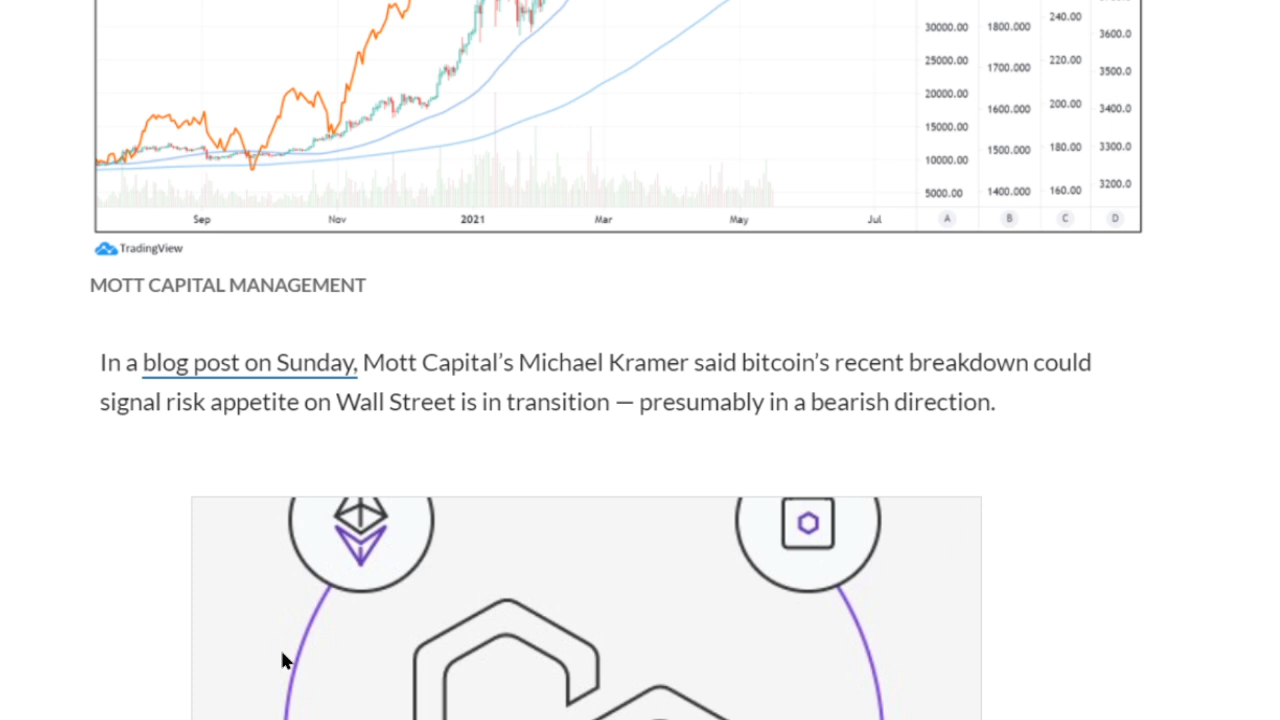 240.00
30000.00 1800.000 3600.0
25000.00 1700.000 220.00 3500.0
20000.00 1600.000 200.00 3400.0
15000.00 1500.000 180.00 3300.0
10000.00 1400.000 160.00 3200.0
5000.00
Sep Nov 2021 Mar May Jul A B C D
TradingView
MOTT CAPITAL MANAGEMENT
In a blog post on Sunday, Mott Capital’s Michael Kramer said bitcoin’s recent breakdown could
signal risk appetite on Wall Street is in transition — presumably in a bearish direction.